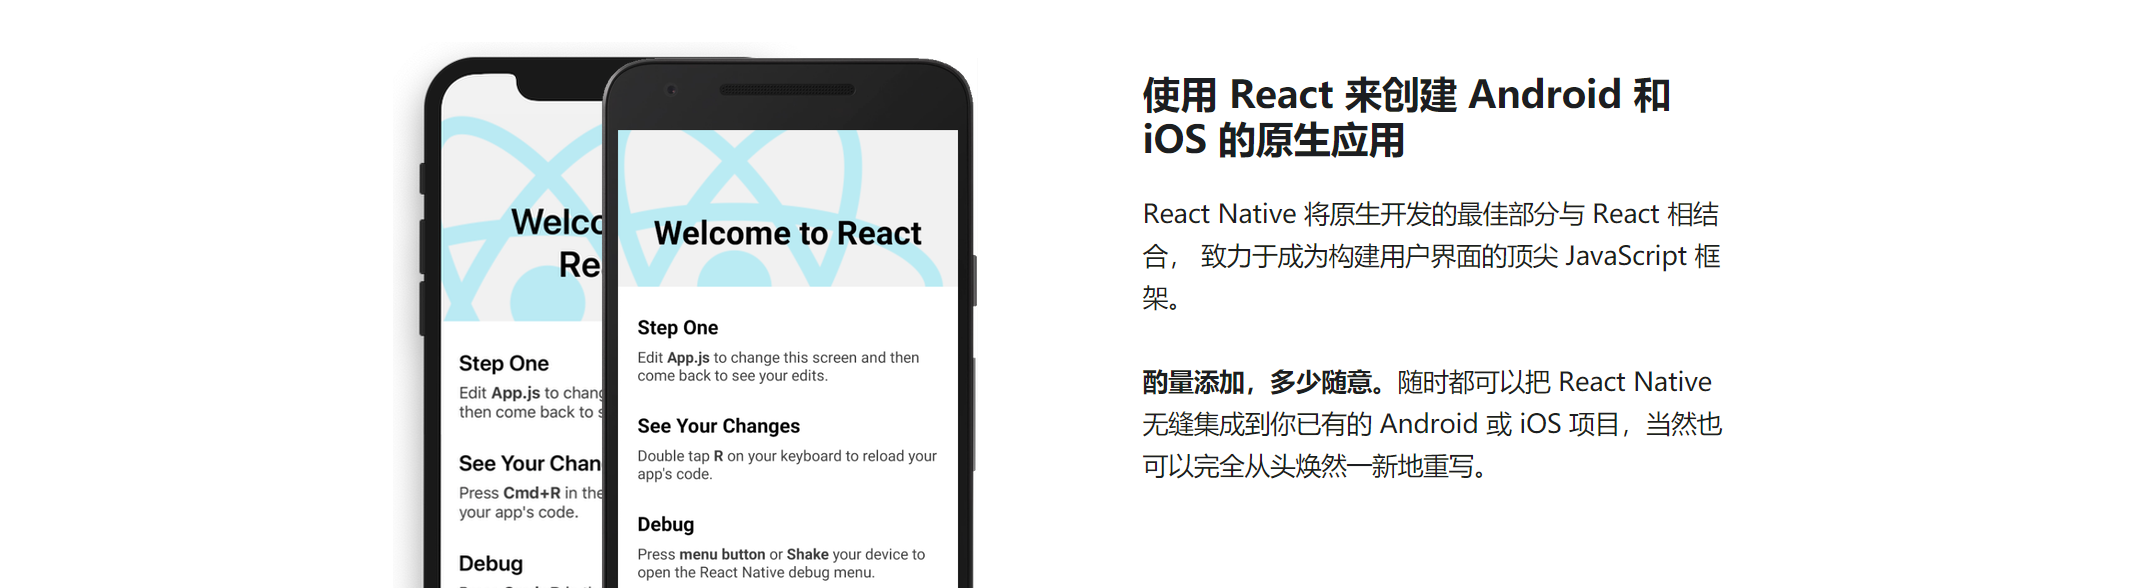 Welco
Re
Step One
Edit App.js to chang
then come back to s
See Your Chan
Press Cmd+R in the
your app's code.
Debug
Welcome to React
Step One
Edit App.js to change this screen and then
come back to see your edits.
See Your Changes
Double tap R on your keyboard to reload your
app's code.
Debug
Press menu button or Shake your device to
open the React Native debug menu.
使用 React 来创建 Android 和
iOS 的原生应用
React Native 将原生开发的最佳部分与 React 相结
合， 致力于成为构建用户界面的顶尖 JavaScript 框
架。
酌量添加，多少随意。随时都可以把 React Native
无缝集成到你已有的 Android 或 iOS 项目，当然也
可以完全从头焕然一新地重写。